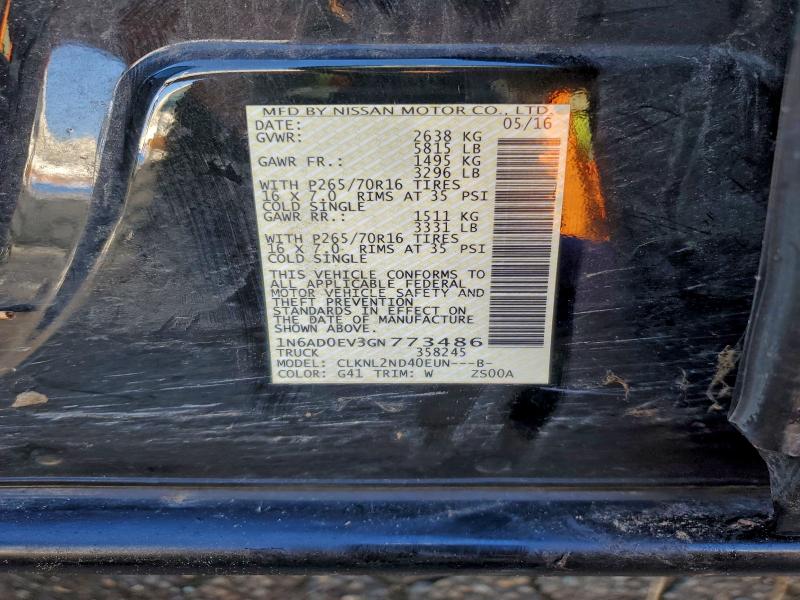 MFD BY NISSAN MOTOR CO., LTD.
DATE: 05/16
GVWR: 2638 KG
5815 LB
GAWR FR.: 1495 KG
3296 LB
WITH P265/70R16 TIRES
16 X 7.0 RIMS AT 35 PSI
COLD SINGLE
GAWR RR.: 1511 KG
3331 LB
WITH P265/70R16 TIRES
16 X 7.0 RIMS AT 35 PSI
COLD SINGLE
THIS VEHICLE CONFORMS TO
ALL APPLICABLE FEDERAL
MOTOR VEHICLE SAFETY AND
THEFT PREVENTION
STANDARDS IN EFFECT ON
THE DATE OF MANUFACTURE
SHOWN ABOVE.
1N6AD0EV3GN773486
TRUCK 358245
MODEL: CLKNL2ND40EUN---B-
COLOR: G41 TRIM: W ZS00A